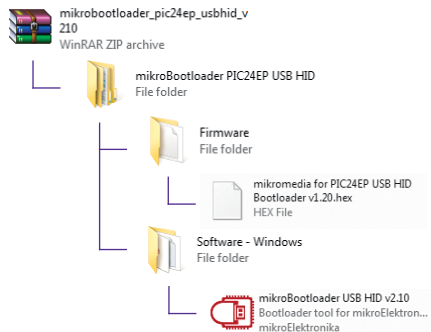 mikrobootloader_pic24ep_usbhid_v
210
WinRAR ZIP archive
mikroBootloader PIC24EP USB HID
File folder
Firmware
File folder
mikromedia for PIC24EP USB HID
Bootloader v1.20.hex
HEX File
Software - Windows
File folder
mikroBootloader USB HID v2.10
Bootloader tool for mikroElektron...
mikroElektronika